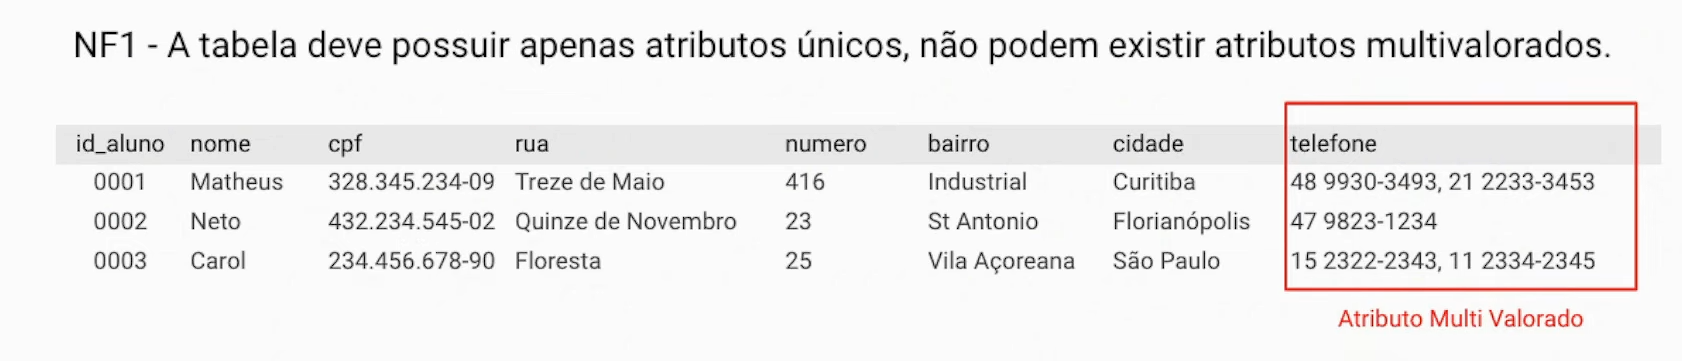 NF1 - A tabela deve possuir apenas atributos únicos, não podem existir atributos multivalorados.
id_aluno nome cpf rua numero bairro cidade telefone
0001 Matheus 328.345.234-09 Treze de Maio 416 Industrial Curitiba 48 9930-3493, 21 2233-3453
0002 Neto 432.234.545-02 Quinze de Novembro 23 St Antonio Florianópolis 47 9823-1234
0003 Carol 234.456.678-90 Floresta 25 Vila Açoreana São Paulo 15 2322-2343, 11 2334-2345
Atributo Multi Valorado